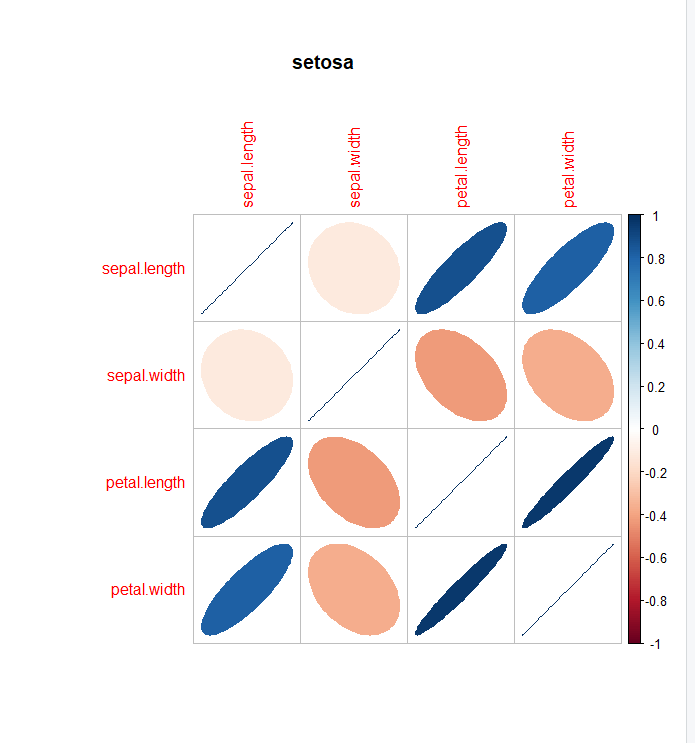 setosa
sepal.length
sepal.width
petal.length
petal.width
sepal.length
sepal.width
petal.length
petal.width
1
0.8
0.6
0.4
0.2
0
-0.2
-0.4
-0.6
-0.8
-1